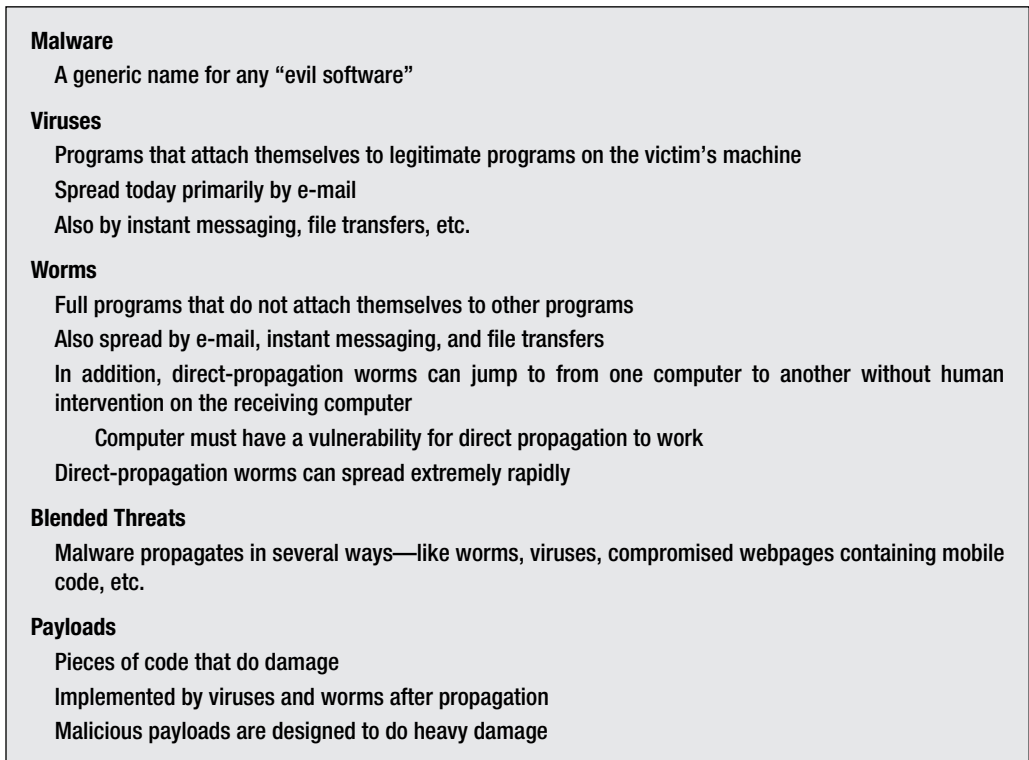 Malware
A generic name for any “evil software”
Viruses
Programs that attach themselves to legitimate programs on the victim’s machine
Spread today primarily by e-mail
Also by instant messaging, file transfers, etc.
Worms
Full programs that do not attach themselves to other programs
Also spread by e-mail, instant messaging, and file transfers
In addition, direct-propagation worms can jump to from one computer to another without human
intervention on the receiving computer
Computer must have a vulnerability for direct propagation to work
Direct-propagation worms can spread extremely rapidly
Blended Threats
Malware propagates in several ways—like worms, viruses, compromised webpages containing mobile
code, etc.
Payloads
Pieces of code that do damage
Implemented by viruses and worms after propagation
Malicious payloads are designed to do heavy damage